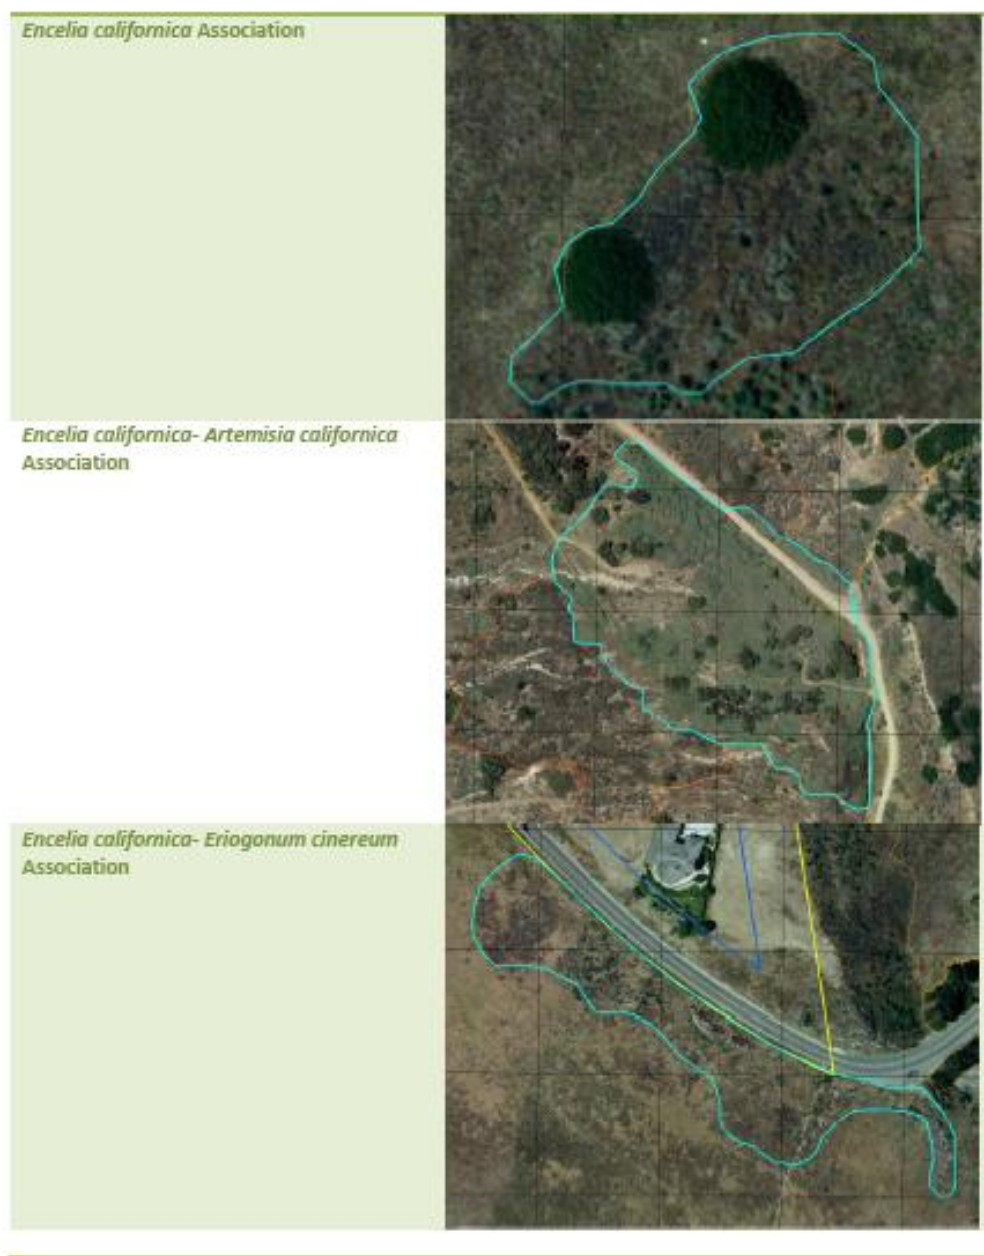 Encelia californica Association
Encelia californica- Artemisia californica
Association
Encelia californica- Eriogonum cinereum
Association